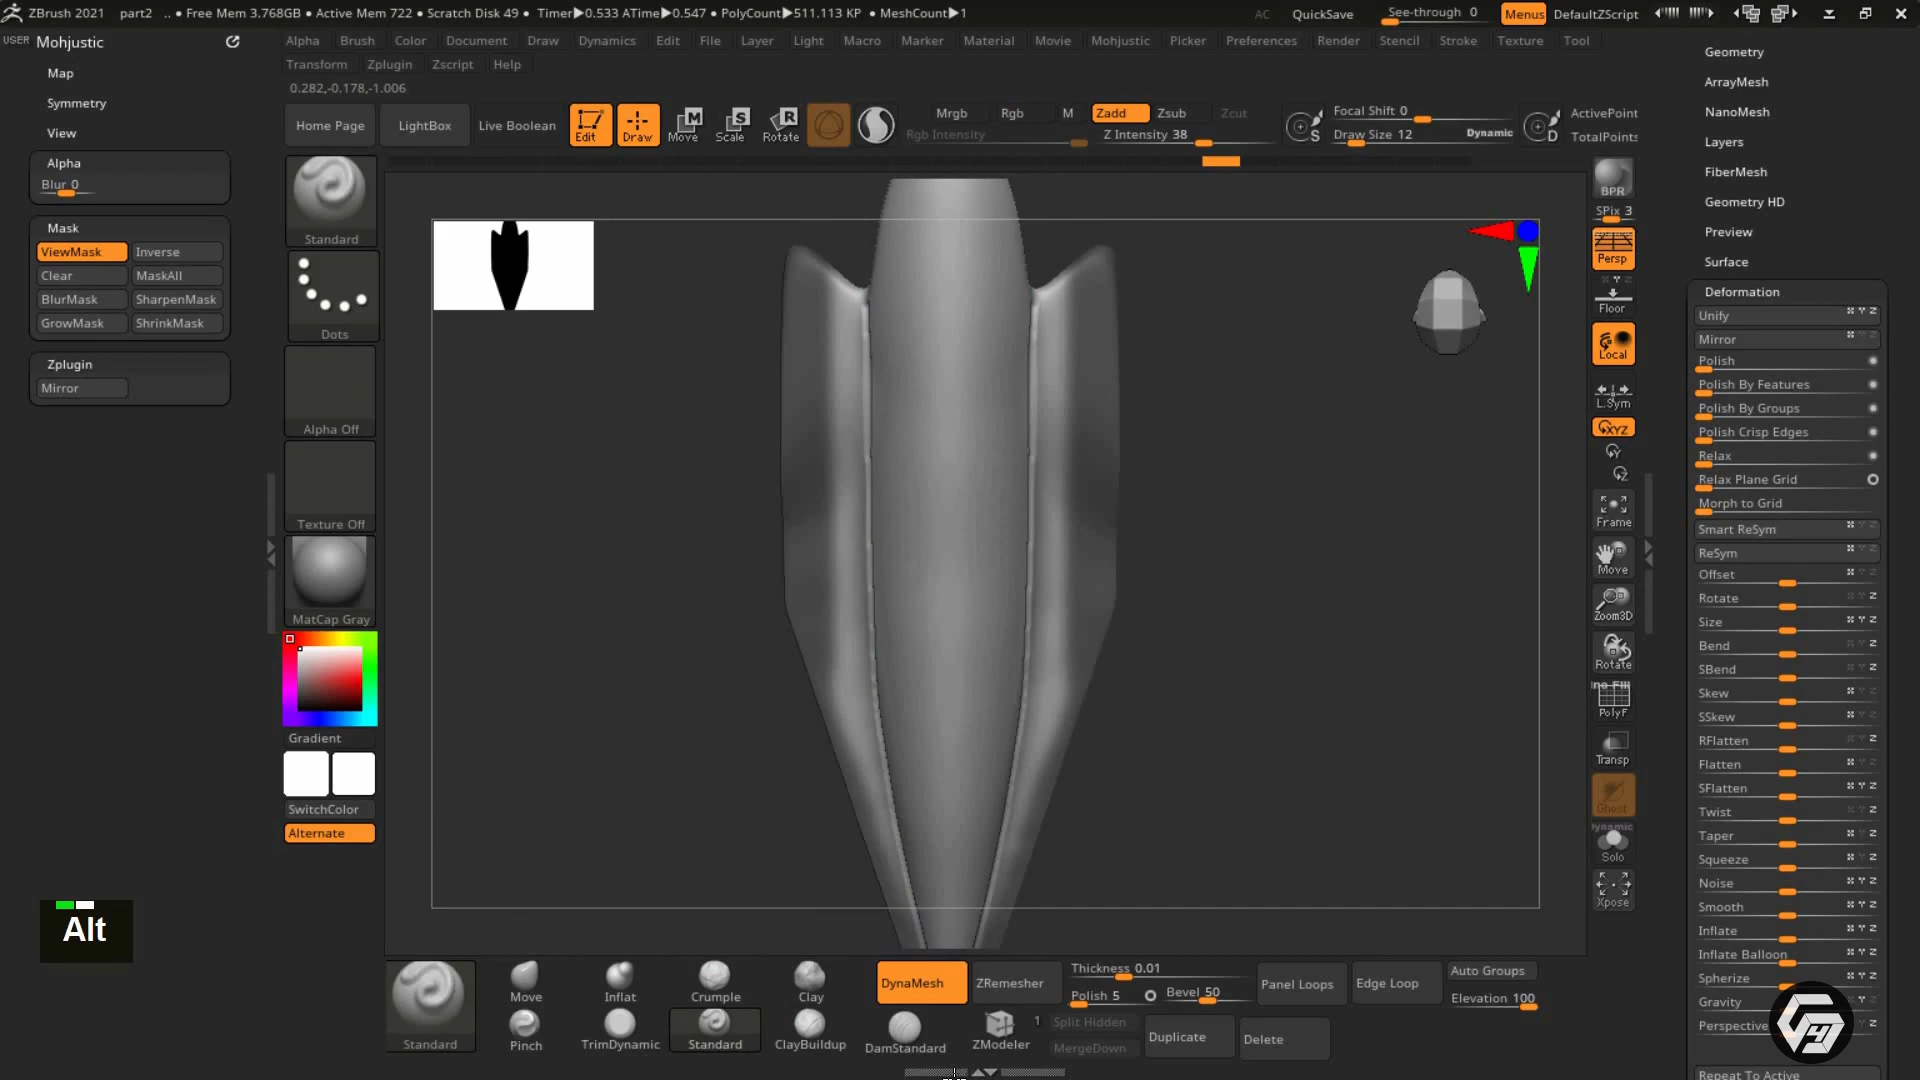 ZBrush 2021 part2 .. • Free Mem 3.768GB • Active Mem 722 • Scratch Disk 49 • Timer▶0.533 ATime▶0.547 • PolyCount▶511.113 KP • MeshCount▶1 AC QuickSave See-through 0 Menus DefaultZScript
USER Mohjustic
Alpha Brush Color Document Draw Dynamics Edit File Layer Light Macro Marker Material Movie Mohjustic Picker Preferences Render Stencil Stroke Texture Tool
Transform Zplugin Zscript Help
0.282,-0.178,-1.006
Map
Symmetry
View
Alpha
Blur 0
Mask
ViewMask Inverse
Clear MaskAll
BlurMask SharpenMask
GrowMask ShrinkMask
Zplugin
Mirror
Alt
Home Page LightBox Live Boolean Edit Draw Move Scale Rotate
M S R
Mrgb Rgb M Zadd Zsub Zcut
Rgb Intensity Z Intensity 38
S Focal Shift 0
Draw Size 12 Dynamic
D ActivePoint
TotalPoints
Standard
Dots
Alpha Off
Texture Off
MatCap Gray
Gradient
SwitchColor
Alternate
BPR
SPix 3
Persp
Floor
Local
L.Sym
XYZ
Y
Z
Frame
Move
Zoom3D
Rotate
PolyF
Transp
Ghost
Dynamic
Solo
Xpose
Geometry
ArrayMesh
NanoMesh
Layers
FiberMesh
Geometry HD
Preview
Surface
Deformation
Unify
Mirror
Polish
Polish By Features
Polish By Groups
Polish Crisp Edges
Relax
Relax Plane Grid
Morph to Grid
Smart ReSym
ReSym
Offset
Rotate
Size
Bend
SBend
Skew
SSkew
RFlatten
Flatten
SFlatten
Twist
Taper
Squeeze
Noise
Smooth
Inflate
Inflate Balloon
Spherize
Gravity
Perspective
Repeat To Active
Standard
Move Inflat Crumple Clay
Pinch TrimDynamic Standard ClayBuildup DamStandard ZModeler 1
DynaMesh ZRemesher
Thickness 0.01
Polish 5 Bevel 50
Panel Loops Edge Loop
Auto Groups
Elevation 100
Split Hidden
MergeDown
Duplicate Delete